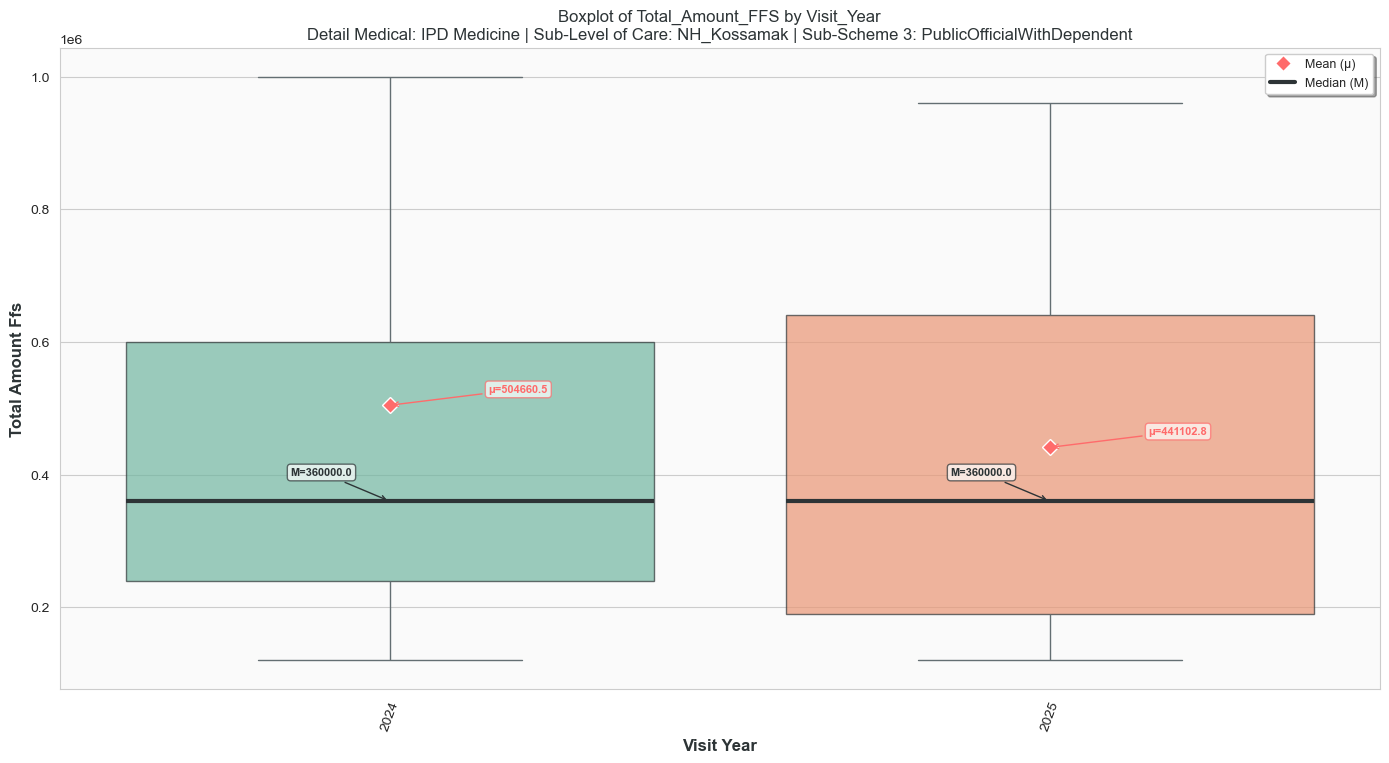 Boxplot of Total_Amount_FFS by Visit_Year
Detail Medical: IPD Medicine | Sub-Level of Care: NH_Kossamak | Sub-Scheme 3: PublicOfficialWithDependent
1e6
Mean (μ)
Median (M)
1.0
0.8
0.6
0.4
0.2
Total Amount Ffs
μ=504660.5
M=360000.0
μ=441102.8
M=360000.0
2024
2025
Visit Year